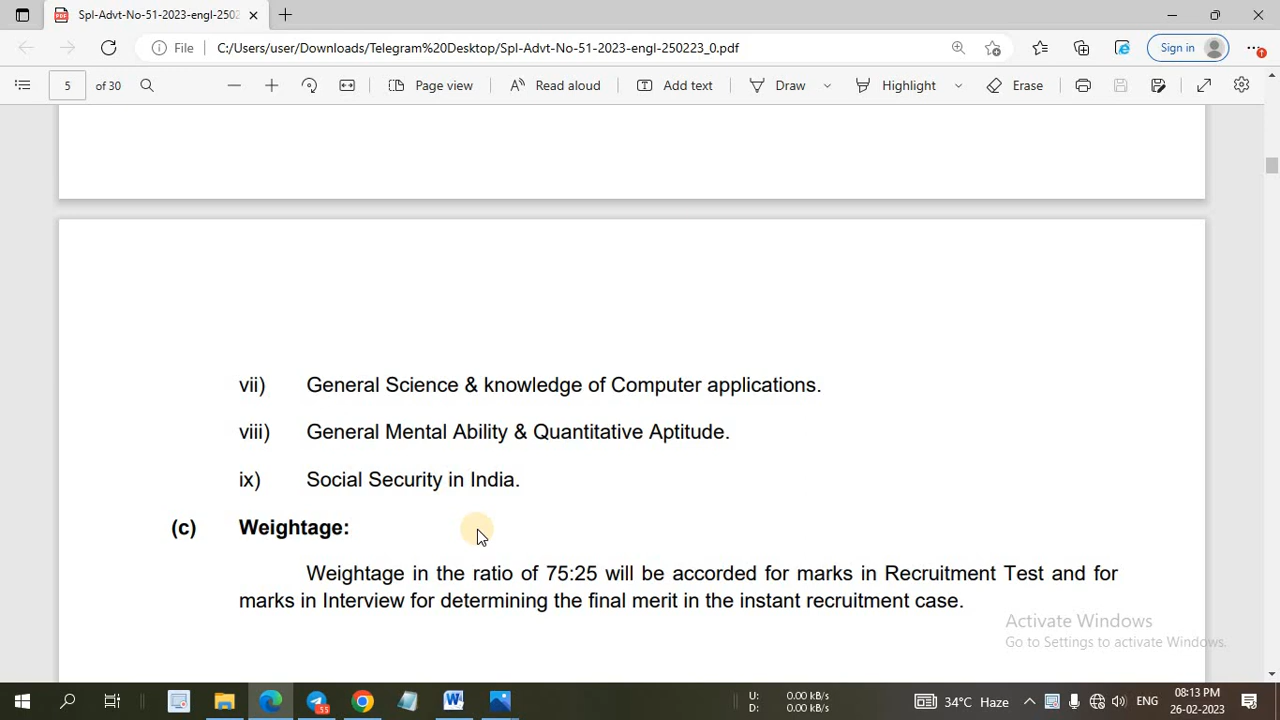 Spl-Advt-No-51-2023-engl-2502
File
C:/Users/user/Downloads/Telegram%20Desktop/Spl-Advt-No-51-2023-engl-250223_0.pdf
Sign in
5 of 30
Page view
Read aloud
Add text
Draw
Highlight
Erase
vii) General Science & knowledge of Computer applications.
viii) General Mental Ability & Quantitative Aptitude.
ix) Social Security in India.
(c) Weightage:
Weightage in the ratio of 75:25 will be accorded for marks in Recruitment Test and for
marks in Interview for determining the final merit in the instant recruitment case.
Activate Windows
Go to Settings to activate Windows.
U: 0.00 kB/s
D: 0.00 kB/s
34°C Haze
ENG
08:13 PM
26-02-2023